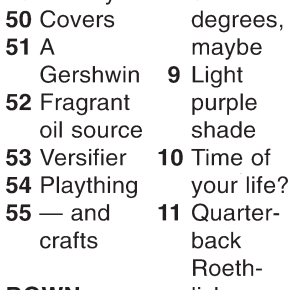 50 Covers
51 A
Gershwin
52 Fragrant
oil source
53 Versifier
54 Plaything
55 — and
crafts
degrees,
maybe
9 Light
purple
shade
10 Time of
your life?
11 Quarter-
back
Roeth-